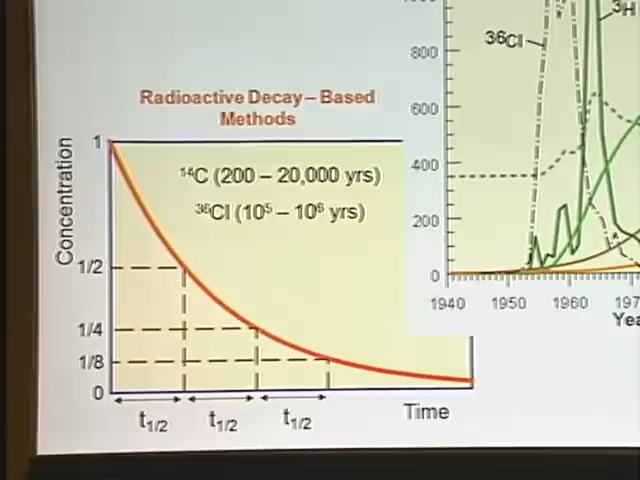 Radioactive Decay – Based
Methods
Concentration
1
1/2
1/4
1/8
0
¹⁴C (200 – 20,000 yrs)
³⁶Cl (10⁵ – 10⁶ yrs)
t1/2
t1/2
t1/2
Time
800
600
400
200
0
³⁶Cl
³H
1940
1950
1960
197
Yea